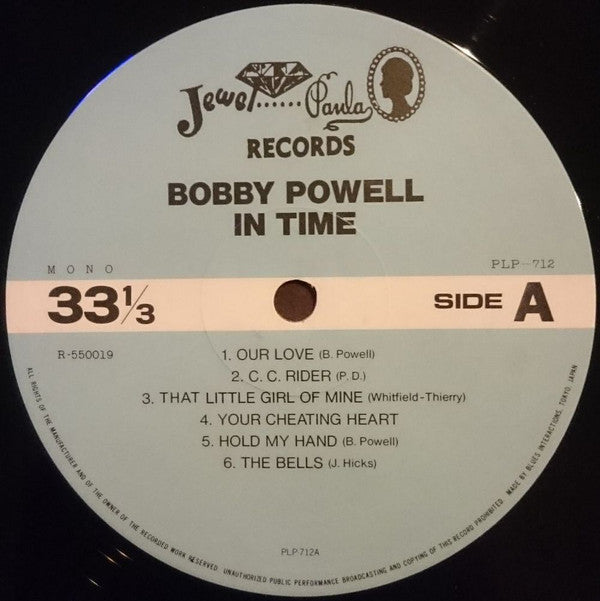 Jewel...... Paula
RECORDS
BOBBY POWELL
IN TIME
MONO
PLP-712
33 1/3
SIDE A
R-550019
1. OUR LOVE (B. Powell)
2. C. C. RIDER (P. D.)
3. THAT LITTLE GIRL OF MINE (Whitfield-Thierry)
4. YOUR CHEATING HEART
5. HOLD MY HAND (B. Powell)
6. THE BELLS (J. Hicks)
PLP-712A
ALL RIGHTS OF THE MANUFACTURER AND OF THE OWNER OF THE RECORDED WORK RESERVED. UNAUTHORIZED PUBLIC PERFORMANCE BROADCASTING AND COPYING OF THIS RECORD PROHIBITED. MADE BY BLUES INTERACTIONS, TOKYO, JAPAN